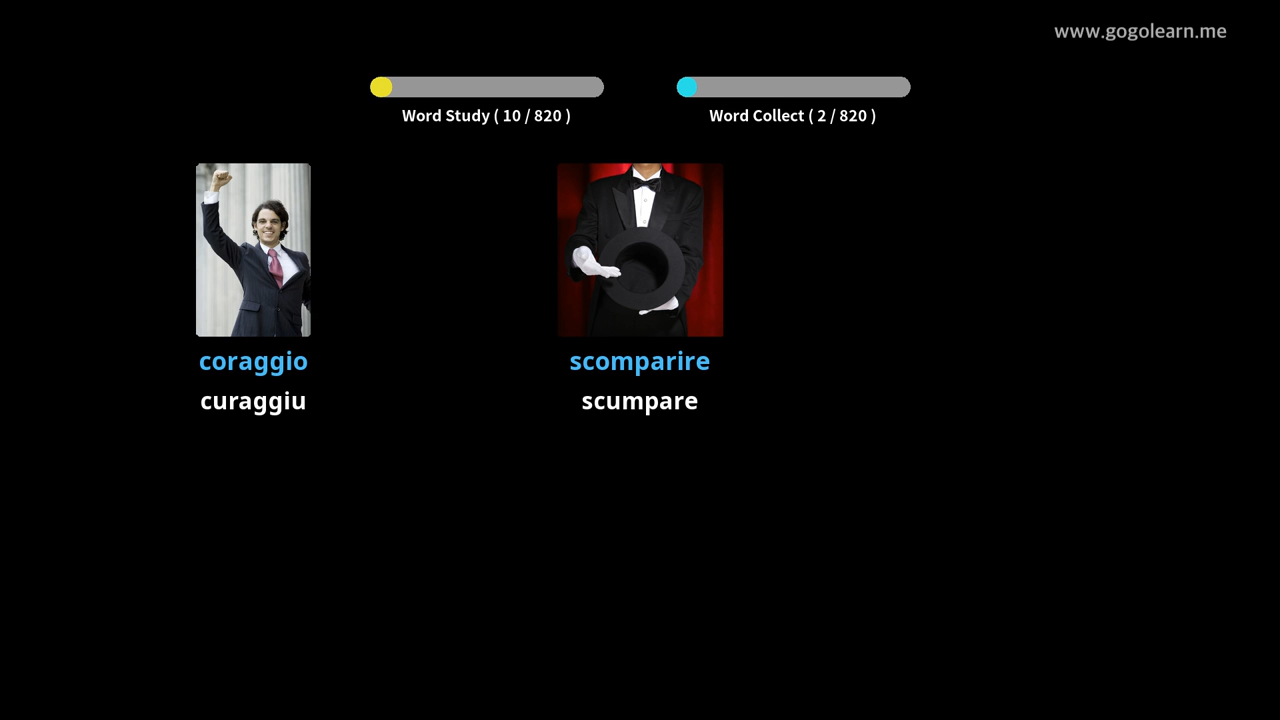 www.gogolearn.me
Word Study ( 10 / 820 )
Word Collect ( 2 / 820 )
coraggio
scomparire
curaggiu
scumpare